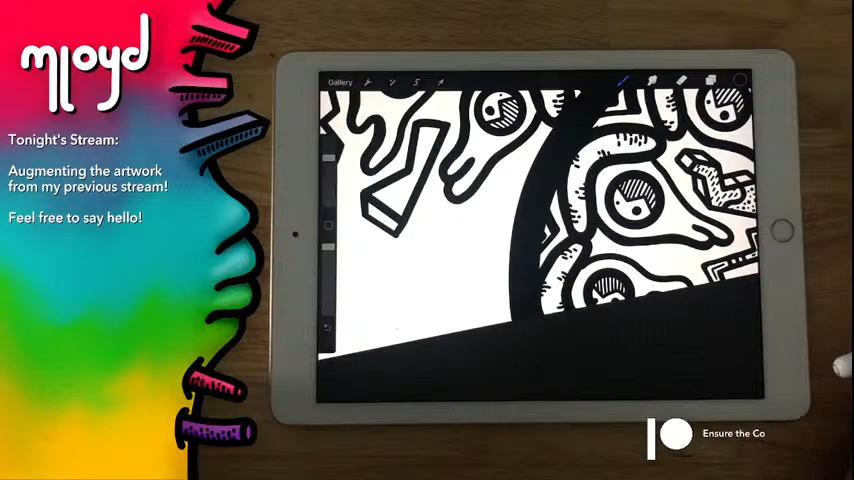 mloyd
Tonight's Stream:
Augmenting the artwork
from my previous stream!
Feel free to say hello!
Gallery
Ensure the Co